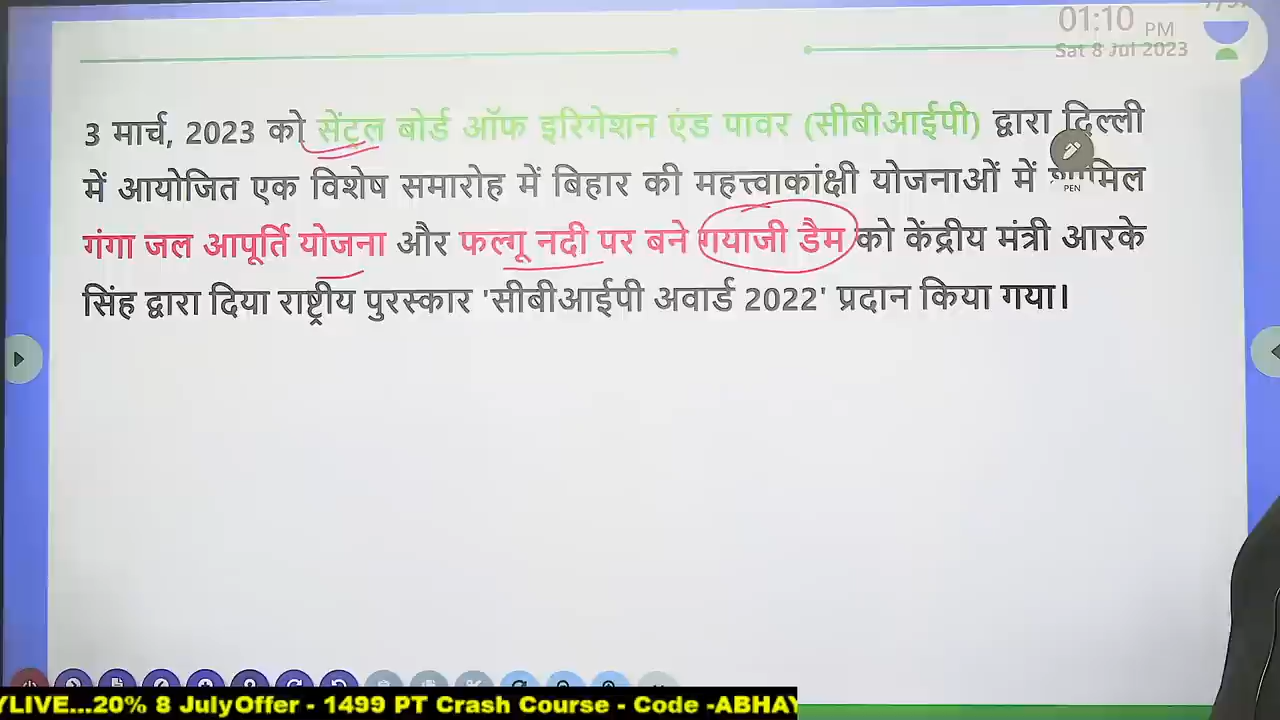 01:10 PM
Sat 8 Jul 2023
3 मार्च, 2023 को सेंट्रल बोर्ड ऑफ इरिगेशन एंड पावर (सीबीआईपी) द्वारा दिल्ली
में आयोजित एक विशेष समारोह में बिहार की महत्त्वाकांक्षी योजनाओं में
PEN
गंगा जल आपूर्ति योजना और फल्गू नदी पर बने गयाजी डैम को केंद्रीय मंत्री आरके
सिंह द्वारा दिया राष्ट्रीय पुरस्कार 'सीबीआईपी अवार्ड 2022' प्रदान किया गया।
YLIVE...20% 8 JulyOffer - 1499 PT Crash Course - Code -ABHAY